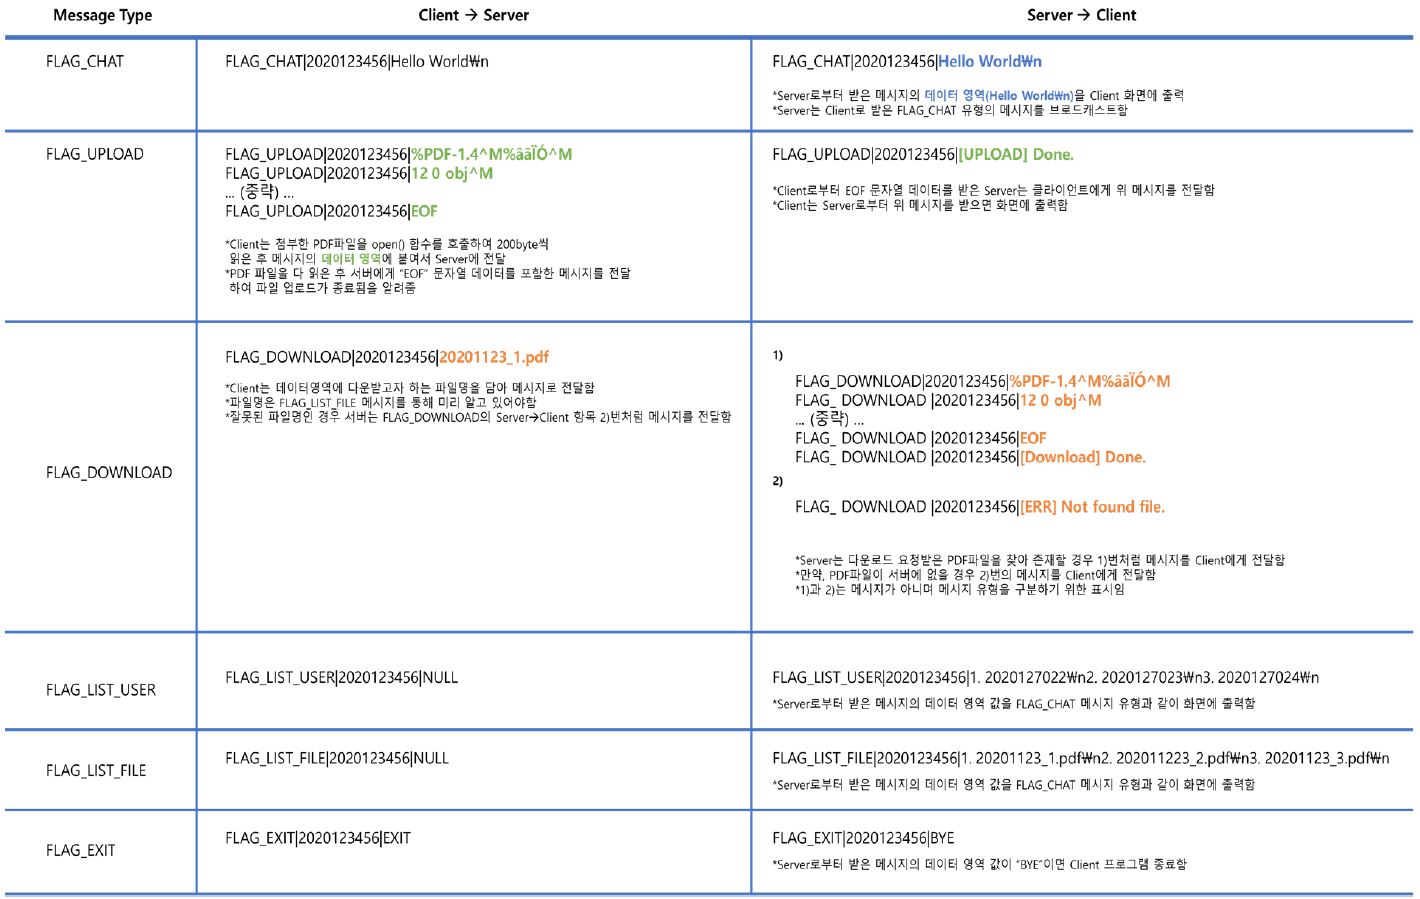 Message Type
Client → Server
Server → Client
FLAG_CHAT
FLAG_CHAT|2020123456|Hello World₩n
FLAG_CHAT|2020123456|Hello World₩n
*Server로부터 받은 메시지의 데이터 영역(Hello World₩n)을 Client 화면에 출력
*Server는 Client로 받은 FLAG_CHAT 유형의 메시지를 브로드캐스트함
FLAG_UPLOAD
FLAG_UPLOAD|2020123456|%PDF-1.4^M%âãÏÓ^M
FLAG_UPLOAD|2020123456|12 0 obj^M
... (중략) ...
FLAG_UPLOAD|2020123456|EOF
*Client는 첨부한 PDF파일을 open() 함수를 호출하여 200byte씩
읽은 후 메시지의 데이터 영역에 붙여서 Server에 전달
*PDF 파일을 다 읽은 후 서버에게 “EOF” 문자열 데이터를 포함한 메시지를 전달
하여 파일 업로드가 종료됨을 알려줌
FLAG_UPLOAD|2020123456|[UPLOAD] Done.
*Client로부터 EOF 문자열 데이터를 받은 Server는 클라이언트에게 위 메시지를 전달함
*Client는 Server로부터 위 메시지를 받으면 화면에 출력함
FLAG_DOWNLOAD
FLAG_DOWNLOAD|2020123456|20201123_1.pdf
*Client는 데이터영역에 다운받고자 하는 파일명을 담아 메시지로 전달함
*파일명은 FLAG_LIST_FILE 메시지를 통해 미리 알고 있어야함
*잘못된 파일명인 경우 서버는 FLAG_DOWNLOAD의 Server→Client 항목 2)번처럼 메시지를 전달함
1)
FLAG_DOWNLOAD|2020123456|%PDF-1.4^M%âãÏÓ^M
FLAG_ DOWNLOAD |2020123456|12 0 obj^M
... (중략) ...
FLAG_ DOWNLOAD |2020123456|EOF
FLAG_ DOWNLOAD |2020123456|[Download] Done.
2)
FLAG_ DOWNLOAD |2020123456|[ERR] Not found file.
*Server는 다운로드 요청받은 PDF파일을 찾아 존재할 경우 1)번처럼 메시지를 Client에게 전달함
*만약, PDF파일이 서버에 없을 경우 2)번의 메시지를 Client에게 전달함
*1)과 2)는 메시지가 아니며 메시지 유형을 구분하기 위한 표시임
FLAG_LIST_USER
FLAG_LIST_USER|2020123456|NULL
FLAG_LIST_USER|2020123456|1. 2020127022₩n2. 2020127023₩n3. 2020127024₩n
*Server로부터 받은 메시지의 데이터 영역 값을 FLAG_CHAT 메시지 유형과 같이 화면에 출력함
FLAG_LIST_FILE
FLAG_LIST_FILE|2020123456|NULL
FLAG_LIST_FILE|2020123456|1. 20201123_1.pdf₩n2. 202011223_2.pdf₩n3. 20201123_3.pdf₩n
*Server로부터 받은 메시지의 데이터 영역 값을 FLAG_CHAT 메시지 유형과 같이 화면에 출력함
FLAG_EXIT
FLAG_EXIT|2020123456|EXIT
FLAG_EXIT|2020123456|BYE
*Server로부터 받은 메시지의 데이터 영역 값이 “BYE”이면 Client 프로그램 종료함